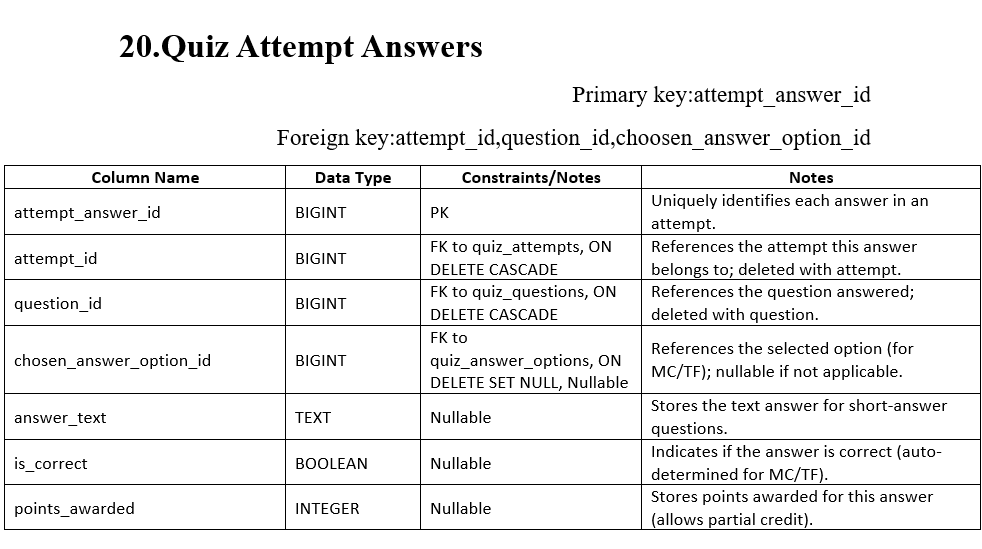 20.Quiz Attempt Answers
Primary key:attempt_answer_id
Foreign key:attempt_id,question_id,choosen_answer_option_id
Column Name Data Type Constraints/Notes Notes
attempt_answer_id BIGINT PK Uniquely identifies each answer in an
attempt.
attempt_id BIGINT FK to quiz_attempts, ON References the attempt this answer
DELETE CASCADE belongs to; deleted with attempt.
question_id BIGINT FK to quiz_questions, ON References the question answered;
DELETE CASCADE deleted with question.
chosen_answer_option_id BIGINT FK to
quiz_answer_options, ON
DELETE SET NULL, Nullable
References the selected option (for
MC/TF); nullable if not applicable.
answer_text TEXT Nullable Stores the text answer for short-answer
questions.
is_correct BOOLEAN Nullable Indicates if the answer is correct (auto-
determined for MC/TF).
points_awarded INTEGER Nullable Stores points awarded for this answer
(allows partial credit).